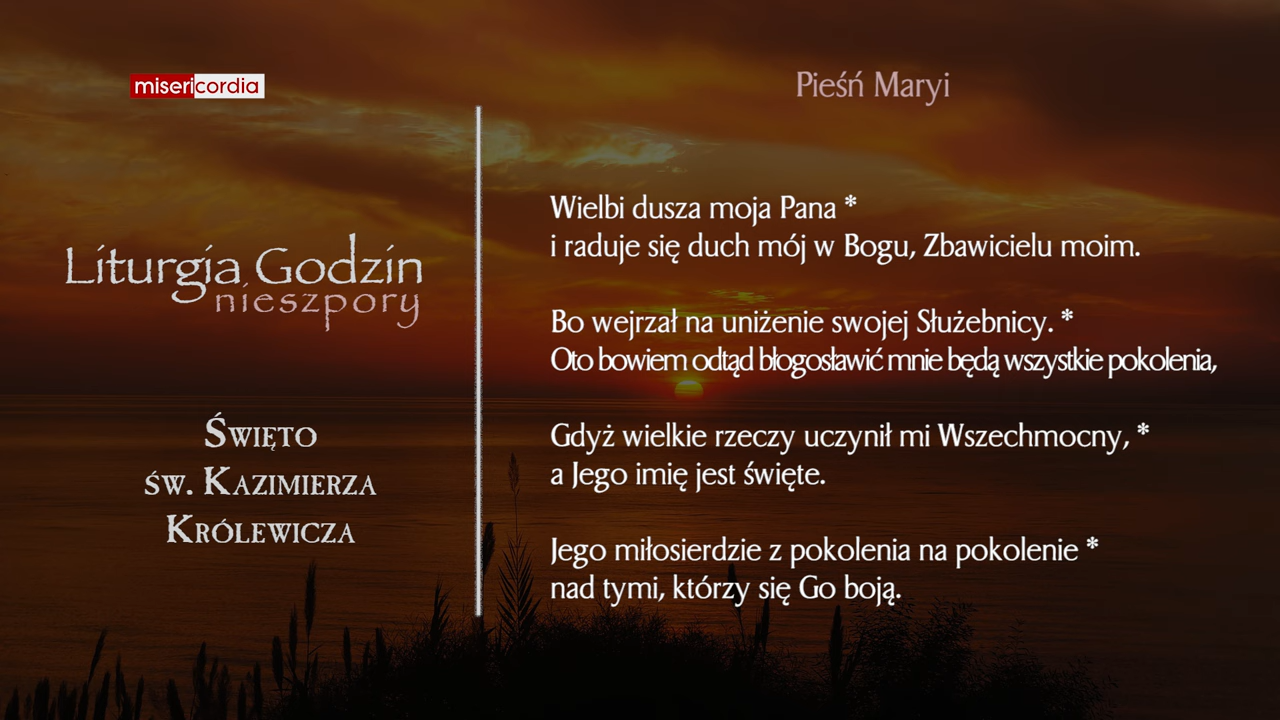 misericordia
Liturgia Godzin
nieszpory
Święto
św. Kazimierza
Królewicza
Pieśń Maryi
Wielbi dusza moja Pana *
i raduje się duch mój w Bogu, Zbawicielu moim.
Bo wejrzał na uniżenie swojej Służebnicy. *
Oto bowiem odtąd błogosławić mnie będą wszystkie pokolenia,
Gdyż wielkie rzeczy uczynił mi Wszechmocny, *
a Jego imię jest święte.
Jego miłosierdzie z pokolenia na pokolenie *
nad tymi, którzy się Go boją.